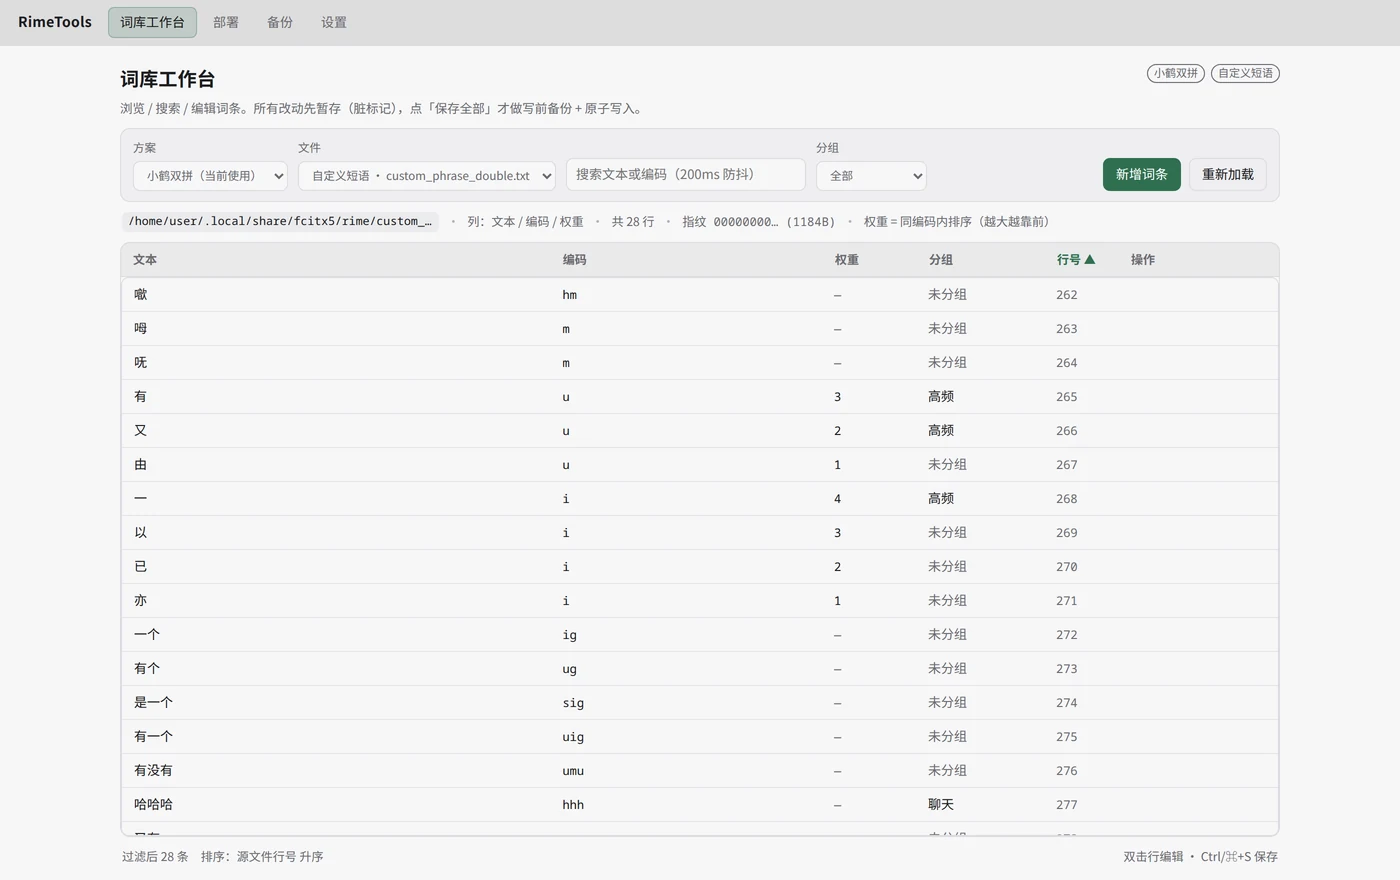 RimeTools 词库工作台 部署 备份 设置
词库工作台 小鹤双拼 自定义短语
浏览 / 搜索 / 编辑词条。所有改动先暂存（脏标记），点「保存全部」才做写前备份 + 原子写入。
方案 文件 分组
小鹤双拼（当前使用） 自定义短语 · custom_phrase_double.txt 搜索文本或编码（200ms 防抖） 全部 新增词条 重新加载
/home/user/.local/share/fcitx5/rime/custom_… · 列：文本 / 编码 / 权重 · 共 28 行 · 指纹 00000000… (1184B) · 权重 = 同编码内排序（越大越靠前）
文本 编码 权重 分组 行号 ▲ 操作
噷 hm — 未分组 262
呣 m — 未分组 263
呒 m — 未分组 264
有 u 3 高频 265
又 u 2 高频 266
由 u 1 未分组 267
一 i 4 高频 268
以 i 3 未分组 269
已 i 2 未分组 270
亦 i 1 未分组 271
一个 ig — 未分组 272
有个 ug — 未分组 273
是一个 sig — 未分组 274
有一个 uig — 未分组 275
有没有 umu — 未分组 276
哈哈哈 hhh — 聊天 277
过滤后 28 条 排序：源文件行号 升序 双击行编辑 · Ctrl/⌘+S 保存